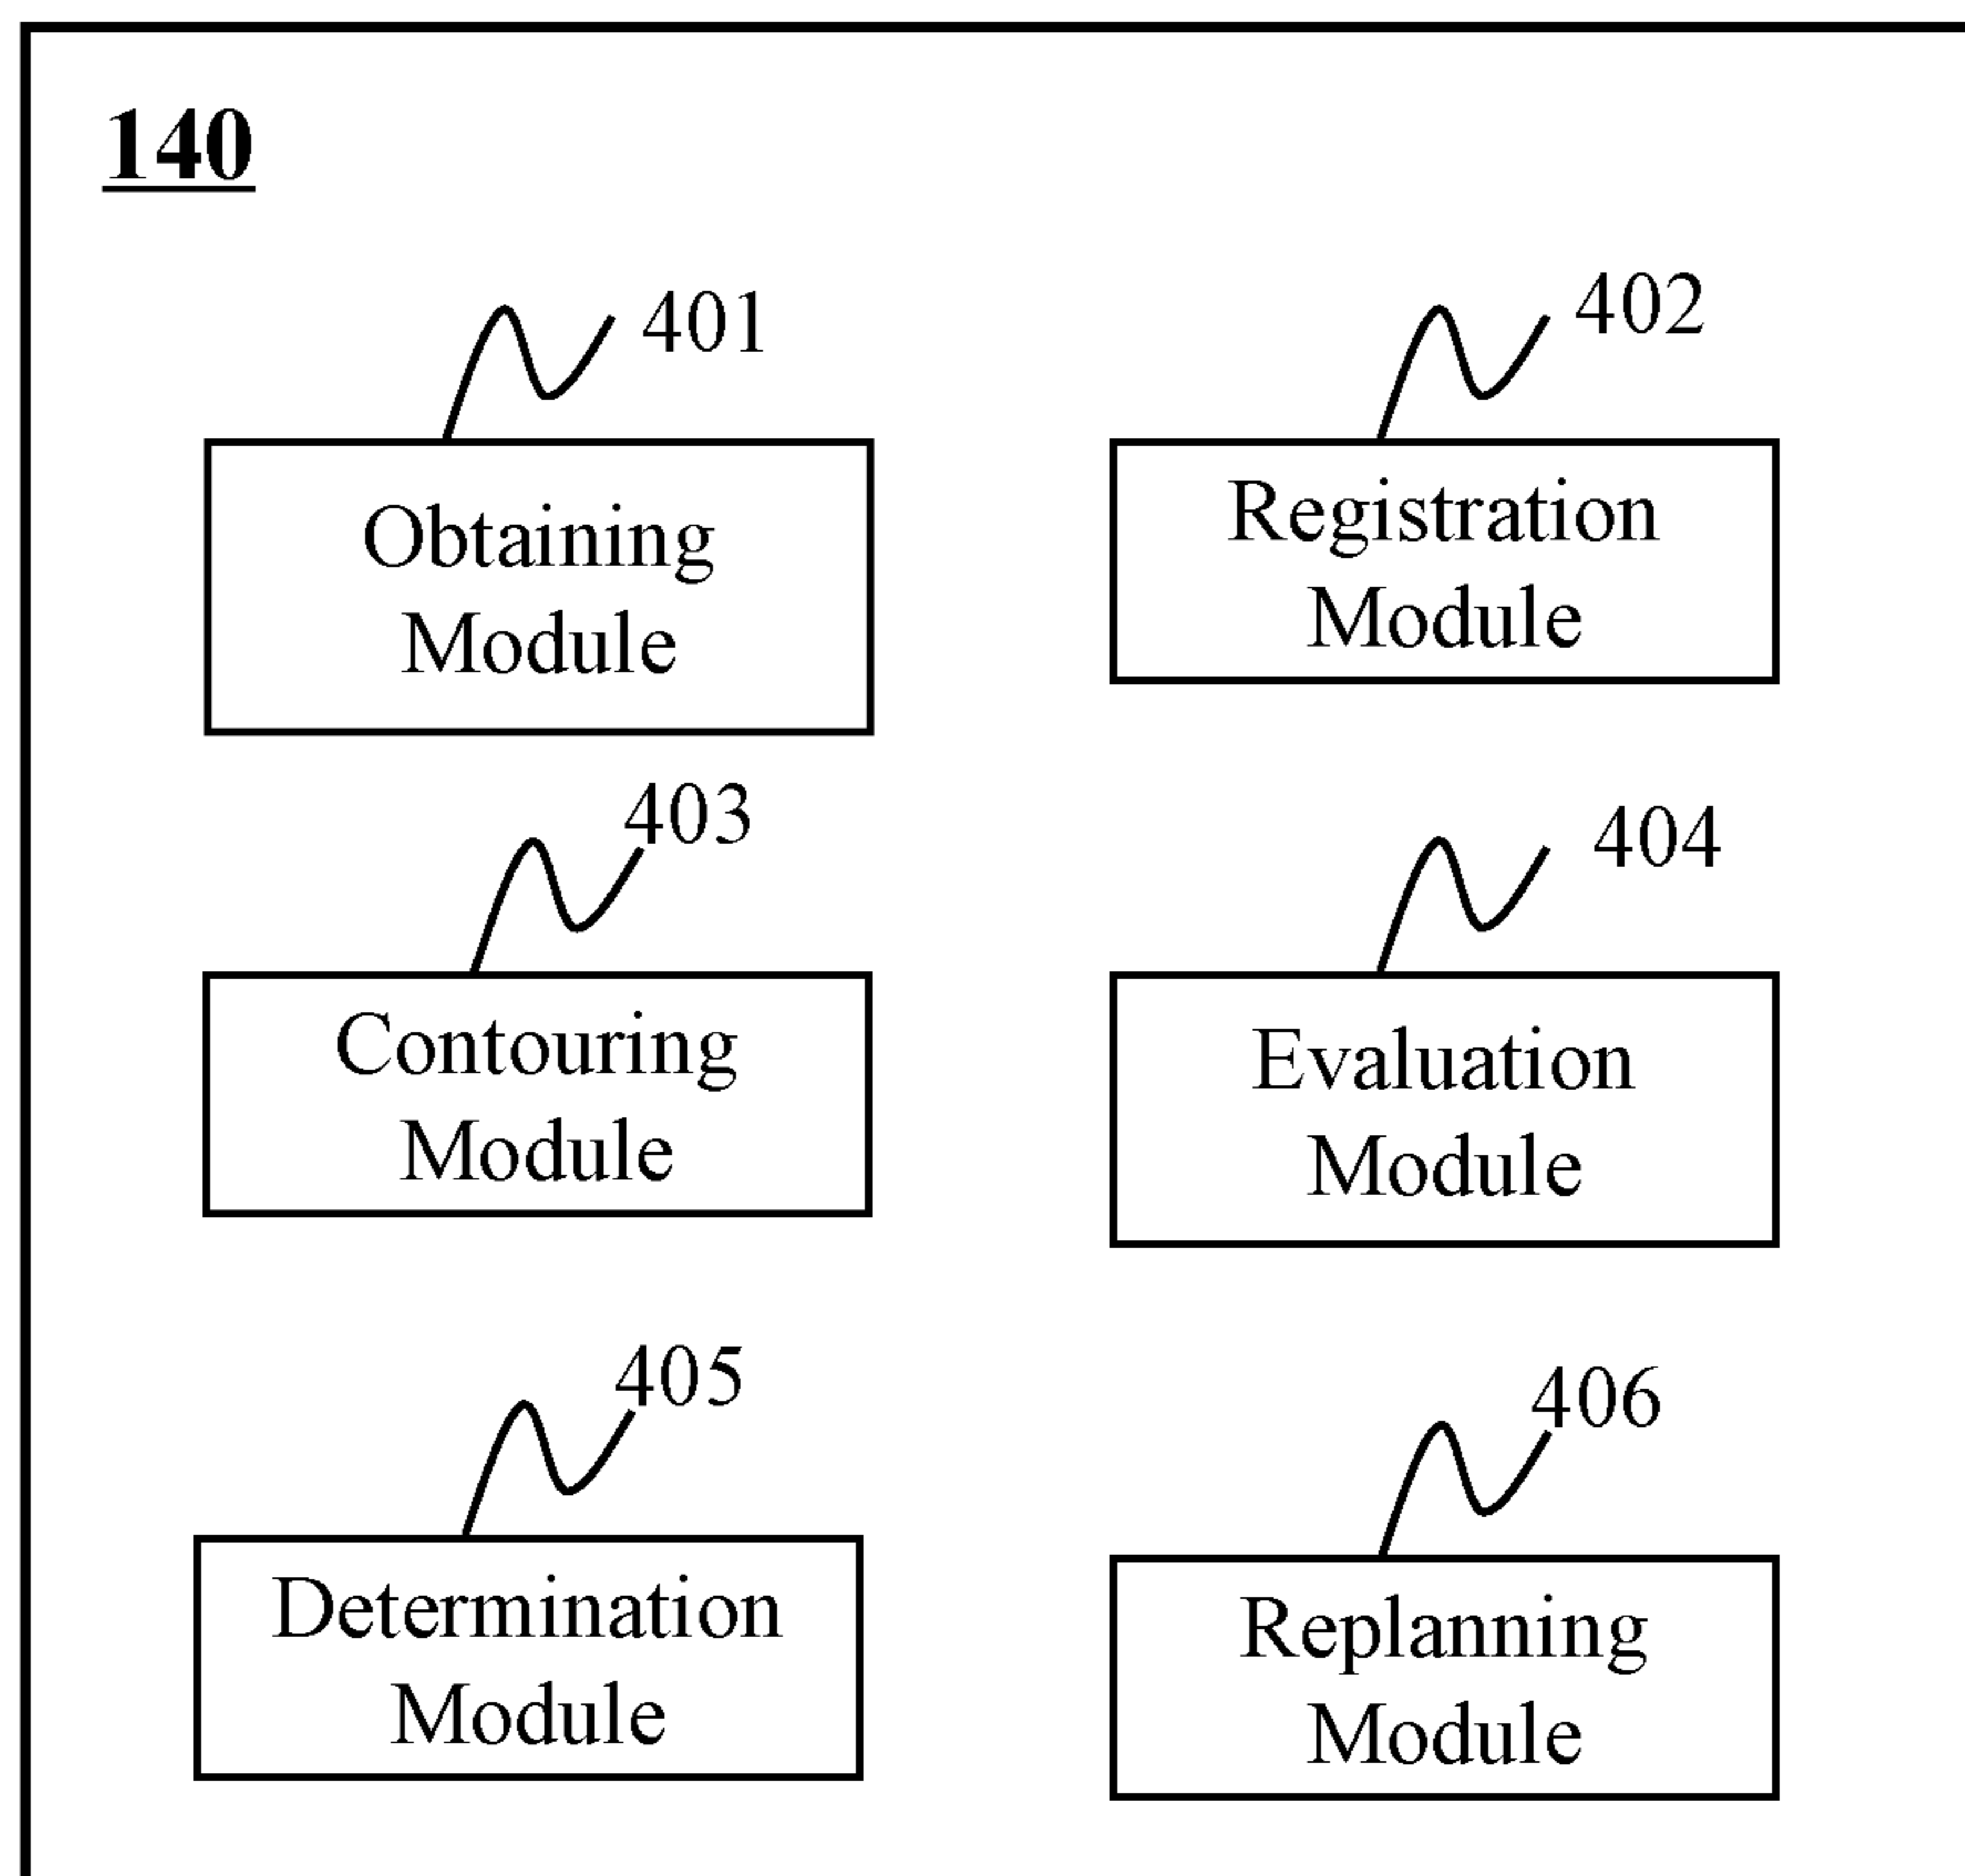 140
401
Obtaining
Module
402
Registration
Module
403
Contouring
Module
404
Evaluation
Module
405
Determination
Module
406
Replanning
Module